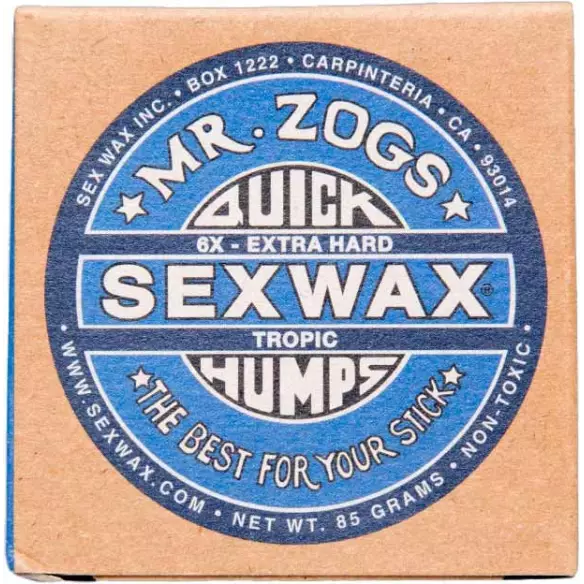 SEX WAX INC. • BOX 1222 • CARPINTERIA • CA • 93014
MR. ZOGS
QUICK
6X - EXTRA HARD
SEXWAX®
TROPIC
HUMPS
THE BEST FOR YOUR STICK
• WWW.SEXWAX.COM • NET WT. 85 GRAMS • NON-TOXIC •